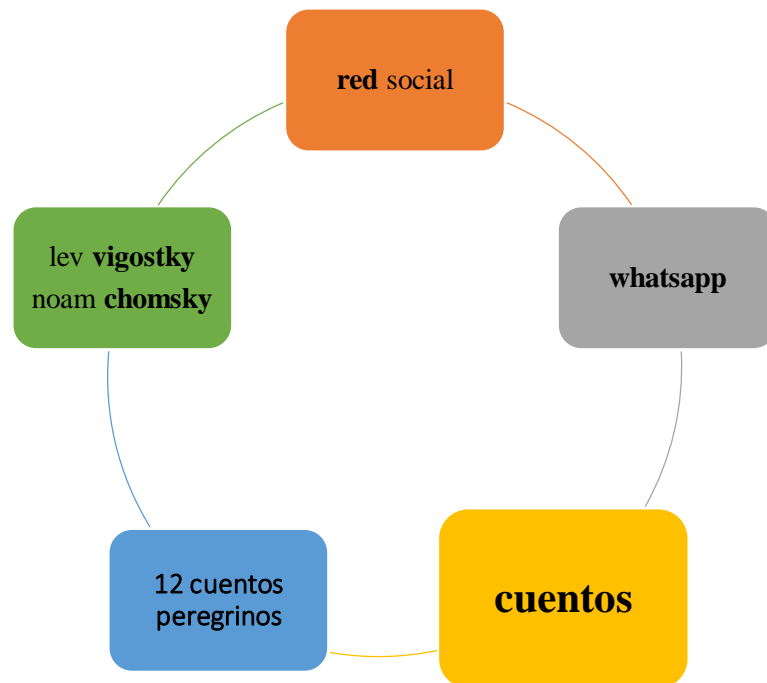 red social
lev vigostky
noam chomsky
whatsapp
12 cuentos
peregrinos
cuentos